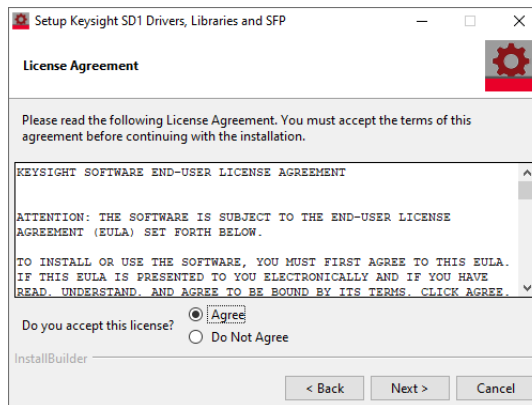 Setup Keysight SD1 Drivers, Libraries and SFP
License Agreement
Please read the following License Agreement. You must accept the terms of this
agreement before continuing with the installation.
KEYSIGHT SOFTWARE END-USER LICENSE AGREEMENT
ATTENTION: THE SOFTWARE IS SUBJECT TO THE END-USER LICENSE
AGREEMENT (EULA) SET FORTH BELOW.
TO INSTALL OR USE THE SOFTWARE, YOU MUST FIRST AGREE TO THIS EULA.
IF THIS EULA IS PRESENTED TO YOU ELECTRONICALLY AND IF YOU HAVE
READ, UNDERSTAND, AND AGREE TO BE BOUND BY ITS TERMS, CLICK AGREE.
Do you accept this license?
Agree
Do Not Agree
InstallBuilder
< Back
Next >
Cancel